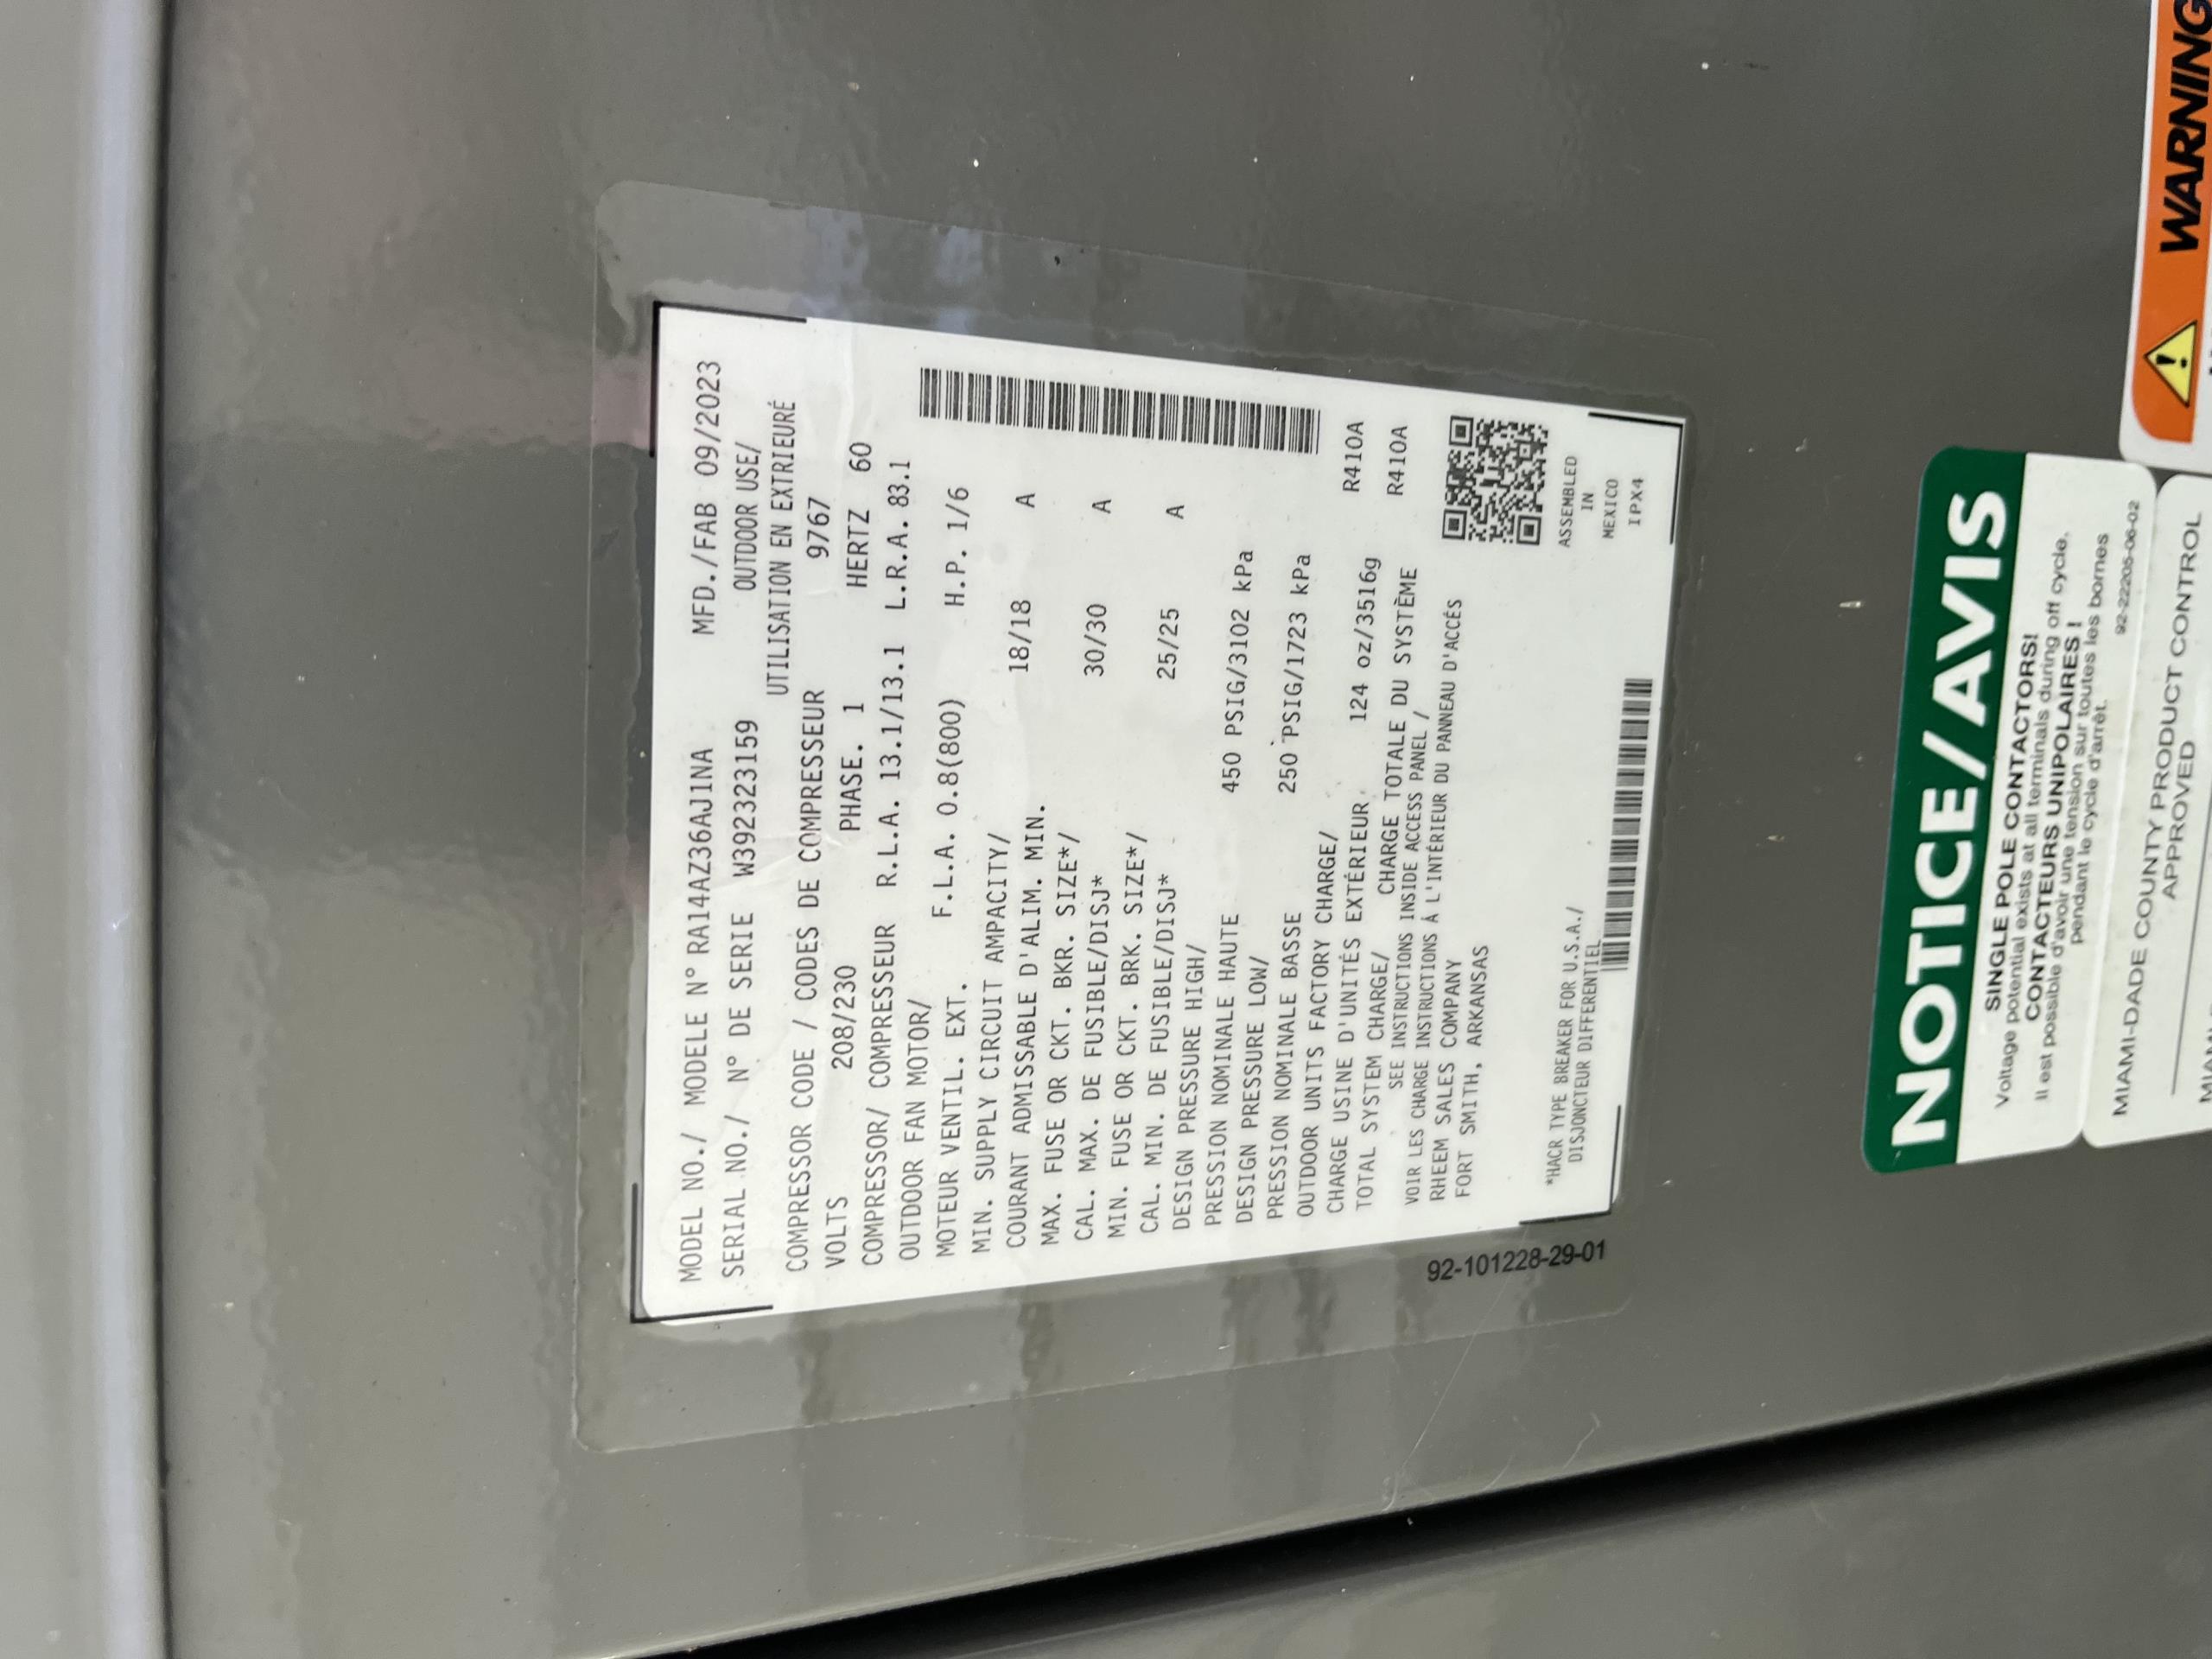 MODEL NO./ MODELE N° RA14AZ36AJ1NA MFD./FAB 09/2023
SERIAL NO./ N° DE SERIE W392323159 OUTDOOR USE/
UTILISATION EN EXTRIEURÉ
COMPRESSOR CODE / CODES DE COMPRESSEUR 9767
VOLTS 208/230 PHASE. 1 HERTZ 60
COMPRESSOR/ COMPRESSEUR R.L.A. 13.1/13.1 L.R.A. 83.1
OUTDOOR FAN MOTOR/
MOTEUR VENTIL. EXT. F.L.A. 0.8(800) H.P. 1/6
MIN. SUPPLY CIRCUIT AMPACITY/
COURANT ADMISSABLE D'ALIM. MIN. 18/18 A
MAX. FUSE OR CKT. BKR. SIZE*/
CAL. MAX. DE FUSIBLE/DISJ* 30/30 A
MIN. FUSE OR CKT. BRK. SIZE*/
CAL. MIN. DE FUSIBLE/DISJ* 25/25 A
DESIGN PRESSURE HIGH/
PRESSION NOMINALE HAUTE 450 PSIG/3102 kPa
DESIGN PRESSURE LOW/
PRESSION NOMINALE BASSE 250 PSIG/1723 kPa
OUTDOOR UNITS FACTORY CHARGE/
CHARGE USINE D'UNITÉS EXTÉRIEUR 124 oz/3516g R410A
TOTAL SYSTEM CHARGE/ CHARGE TOTALE DU SYSTÈME R410A
SEE INSTRUCTIONS INSIDE ACCESS PANEL /
VOIR LES CHARGE INSTRUCTIONS À L'INTÉRIEUR DU PANNEAU D'ACCÉS
RHEEM SALES COMPANY
FORT SMITH, ARKANSAS
ASSEMBLED
IN
MEXICO
IPX4
*HACR TYPE BREAKER FOR U.S.A./
DISJONCTEUR DIFFERENTIEL
92-101228-29-01
NOTICE/AVIS
SINGLE POLE CONTACTORS!
Voltage potential exists at all terminals during off cycle.
CONTACTEURS UNIPOLAIRES !
Il est possible d'avoir une tension sur toutes les bornes
pendant le cycle d'arrêt.
92-22205-06-02
MIAMI-DADE COUNTY PRODUCT CONTROL
APPROVED
WARNING